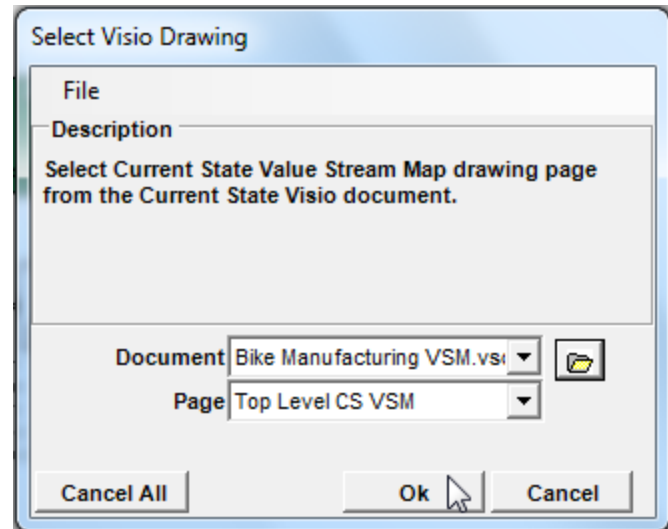 Select Visio Drawing
File
Description
Select Current State Value Stream Map drawing page
from the Current State Visio document.
Document Bike Manufacturing VSM.vs
Page Top Level CS VSM
Cancel All Ok Cancel